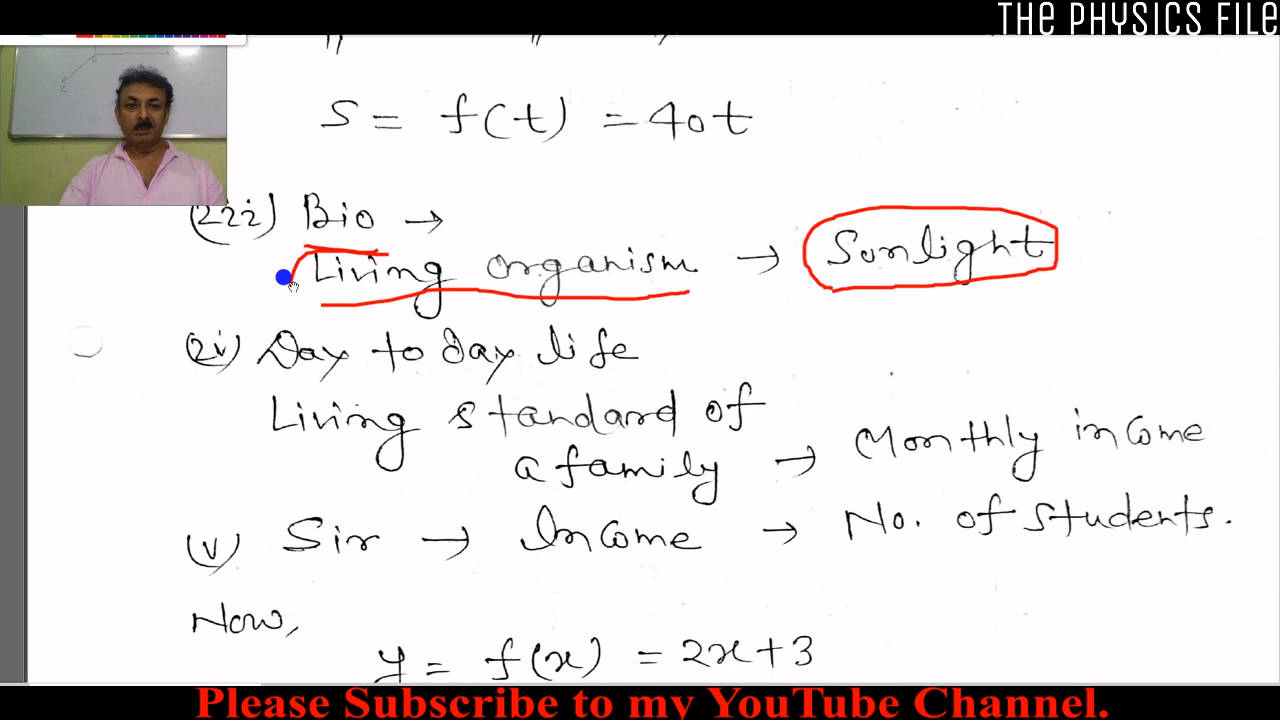 THE PHYSICS FILE
S = f(t) = 40t
(iii) Bio →
Living organism → Sunlight
(iv) Day to day life
Living standard of
a family → Monthly income
(v) Sir → Income → No. of students.
Now,
y = f(x) = 2x+3
Please Subscribe to my YouTube Channel.